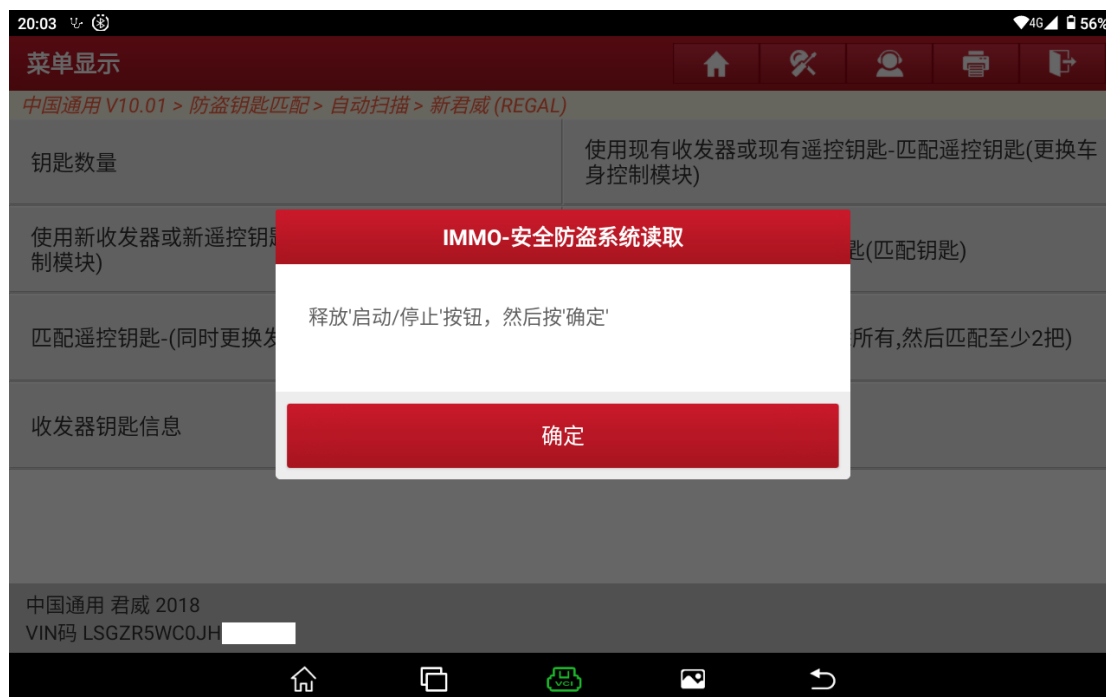 20:03
4G 56%
菜单显示
中国通用 V10.01 > 防盗钥匙匹配 > 自动扫描 > 新君威 (REGAL)
钥匙数量
使用现有收发器或现有遥控钥匙-匹配遥控钥匙(更换车
身控制模块)
使用新收发器或新遥控钥匙
制模块)
匙(匹配钥匙)
IMMO-安全防盗系统读取
释放'启动/停止'按钮，然后按'确定'
确定
匹配遥控钥匙-(同时更换发
所有,然后匹配至少2把)
收发器钥匙信息
中国通用 君威 2018
VIN码 LSGZR5WC0JH
VCI